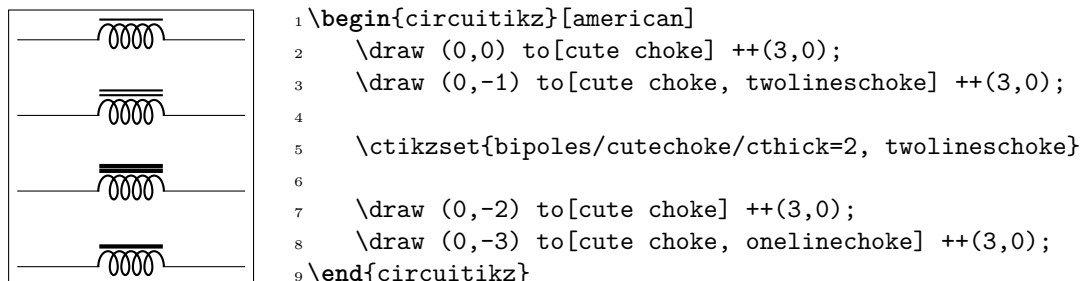 1 \begin{circuitikz}[american]
2     \draw (0,0) to[cute choke] ++(3,0);
3     \draw (0,-1) to[cute choke, twolineschoke] ++(3,0);
4
5     \ctikzset{bipoles/cutechoke/cthick=2, twolineschoke}
6
7     \draw (0,-2) to[cute choke] ++(3,0);
8     \draw (0,-3) to[cute choke, onelinechoke] ++(3,0);
9 \end{circuitikz}